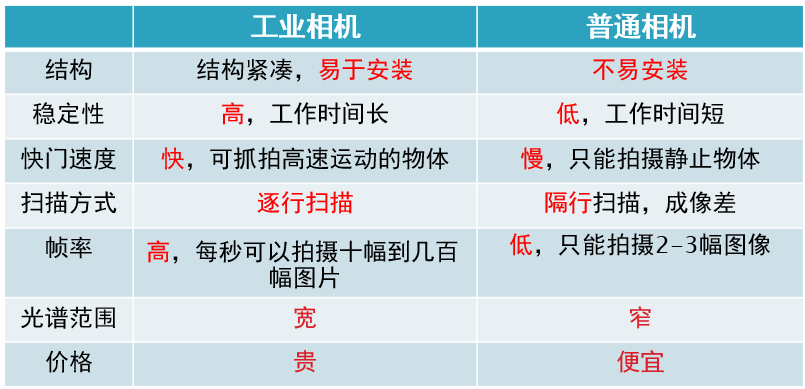 工业相机 普通相机
结构 结构紧凑，易于安装 不易安装
稳定性 高，工作时间长 低，工作时间短
快门速度 快，可抓拍高速运动的物体 慢，只能拍摄静止物体
扫描方式 逐行扫描 隔行扫描，成像差
帧率 高，每秒可以拍摄十幅到几百 低，只能拍摄2-3幅图像
幅图片
光谱范围 宽 窄
价格 贵 便宜